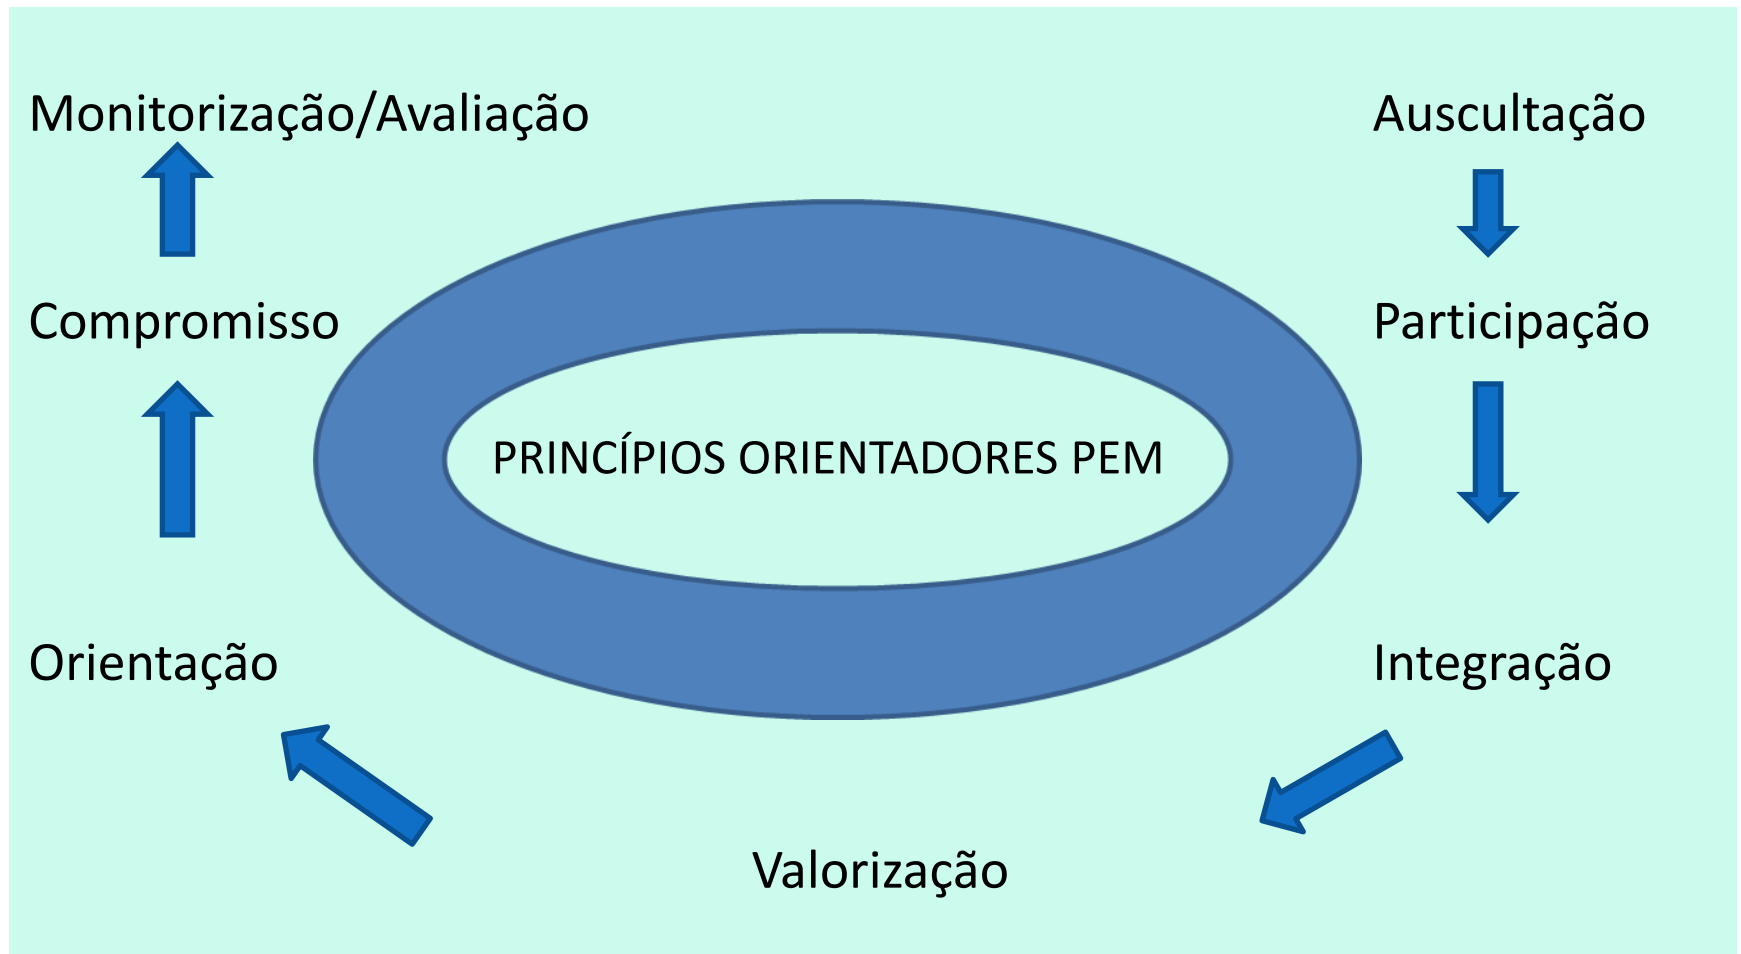 Monitorização/Avaliação
Auscultação
Compromisso
Participação
PRINCÍPIOS ORIENTADORES PEM
Orientação
Integração
Valorização